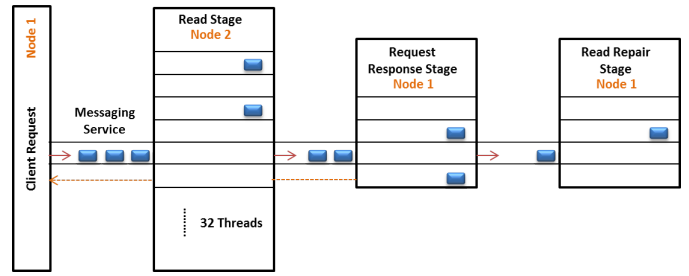 Client Request
Node 1
Messaging
Service
Read Stage
Node 2
32 Threads
Request
Response Stage
Node 1
Read Repair
Stage
Node 1